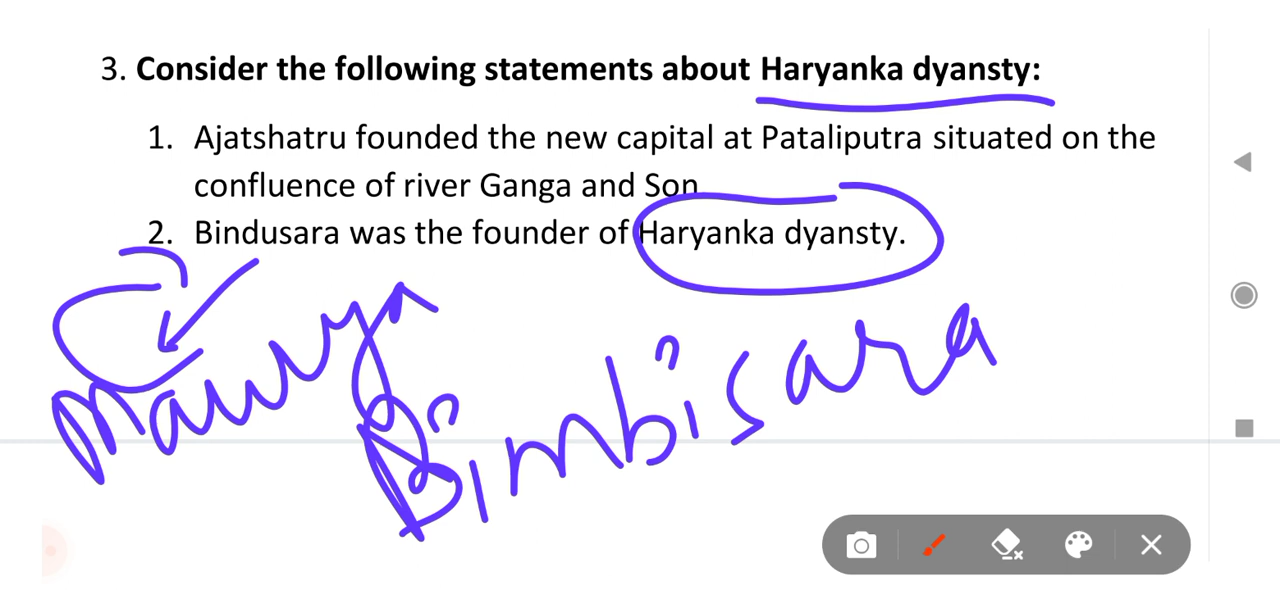 3. Consider the following statements about Haryanka dyansty:
1. Ajatshatru founded the new capital at Pataliputra situated on the
confluence of river Ganga and Son.
2. Bindusara was the founder of Haryanka dyansty.
Maurya
Bimbisara